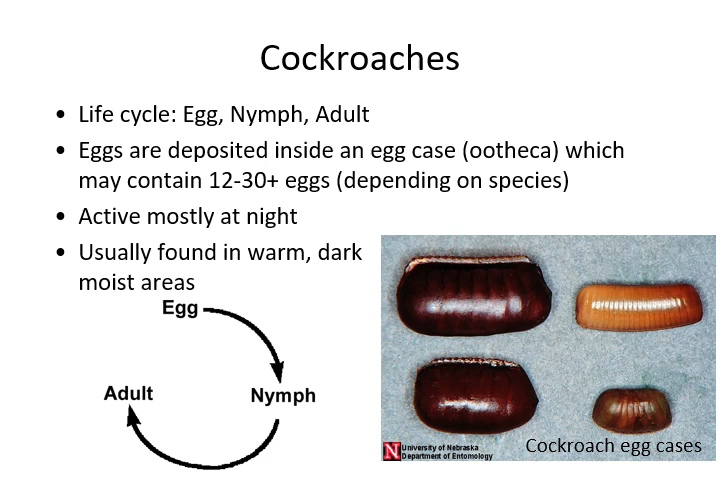 Cockroaches
• Life cycle: Egg, Nymph, Adult
• Eggs are deposited inside an egg case (ootheca) which
may contain 12-30+ eggs (depending on species)
• Active mostly at night
• Usually found in warm, dark
moist areas
Egg
Adult
Nymph
N University of Nebraska
Department of Entomology
Cockroach egg cases